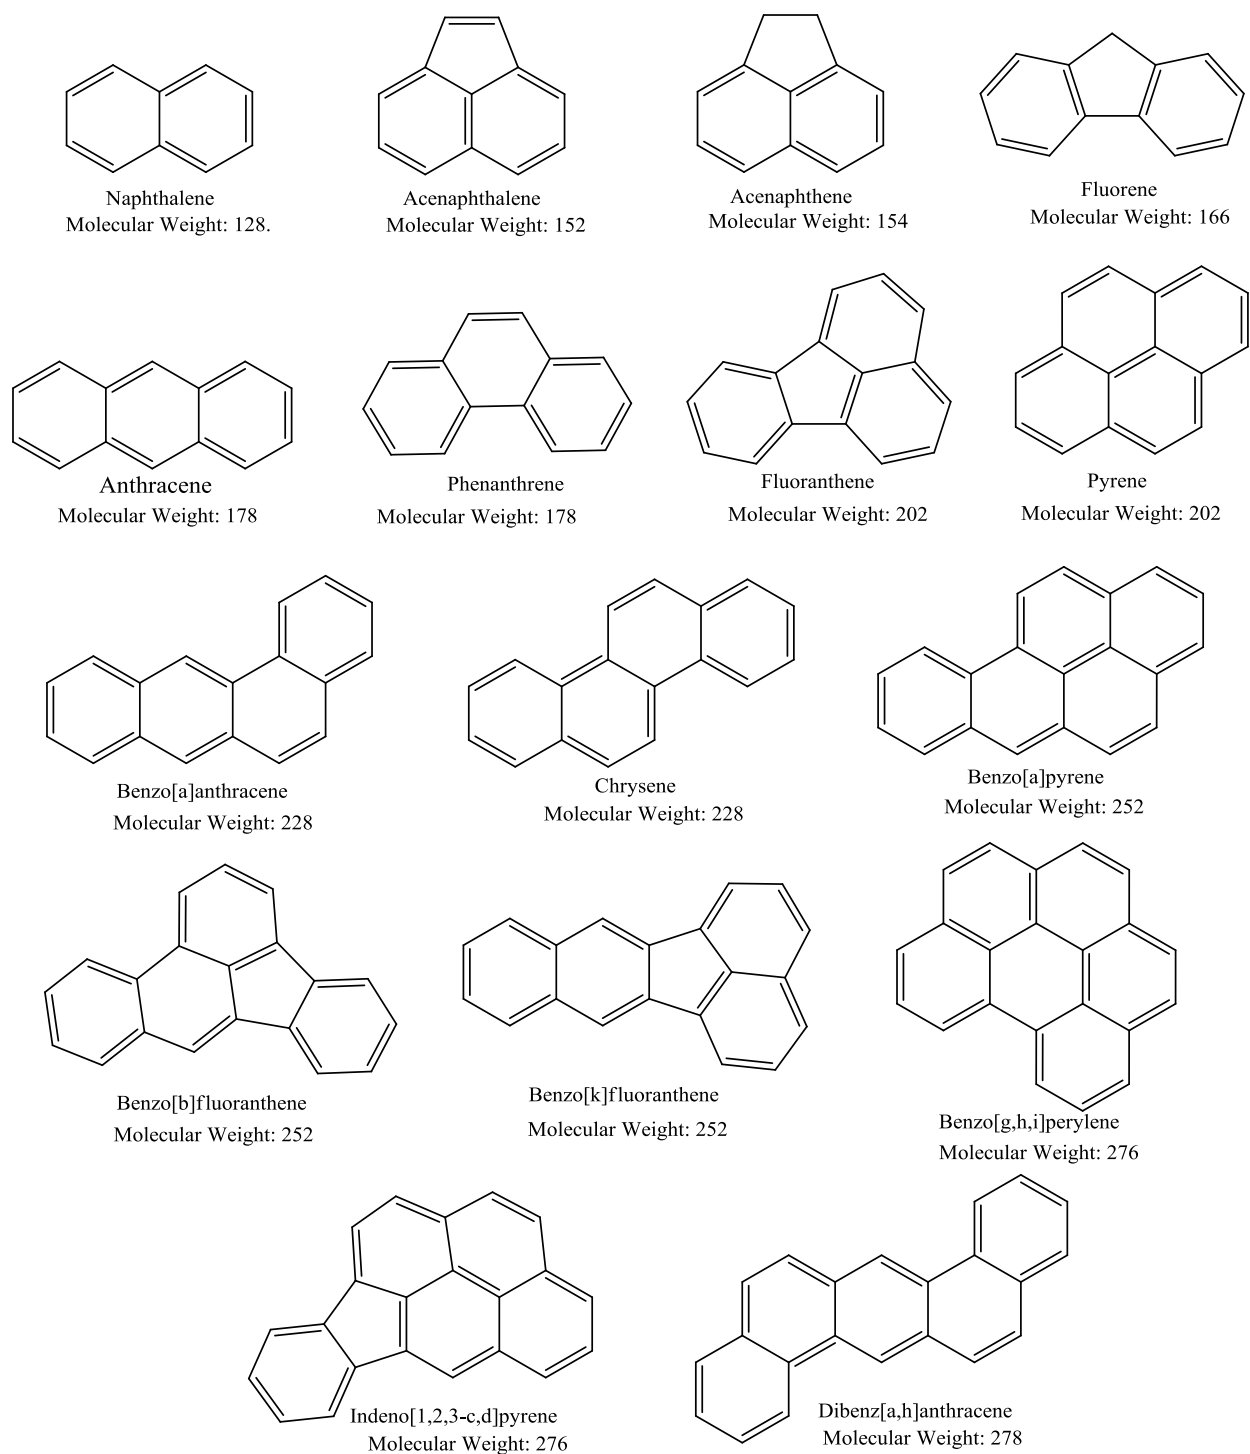 Naphthalene
Molecular Weight: 128.
Acenaphthalene
Molecular Weight: 152
Acenaphthene
Molecular Weight: 154
Fluorene
Molecular Weight: 166
Anthracene
Molecular Weight: 178
Phenanthrene
Molecular Weight: 178
Fluoranthene
Molecular Weight: 202
Pyrene
Molecular Weight: 202
Benzo[a]anthracene
Molecular Weight: 228
Chrysene
Molecular Weight: 228
Benzo[a]pyrene
Molecular Weight: 252
Benzo[b]fluoranthene
Molecular Weight: 252
Benzo[k]fluoranthene
Molecular Weight: 252
Benzo[g,h,i]perylene
Molecular Weight: 276
Indeno[1,2,3-c,d]pyrene
Molecular Weight: 276
Dibenz[a,h]anthracene
Molecular Weight: 278